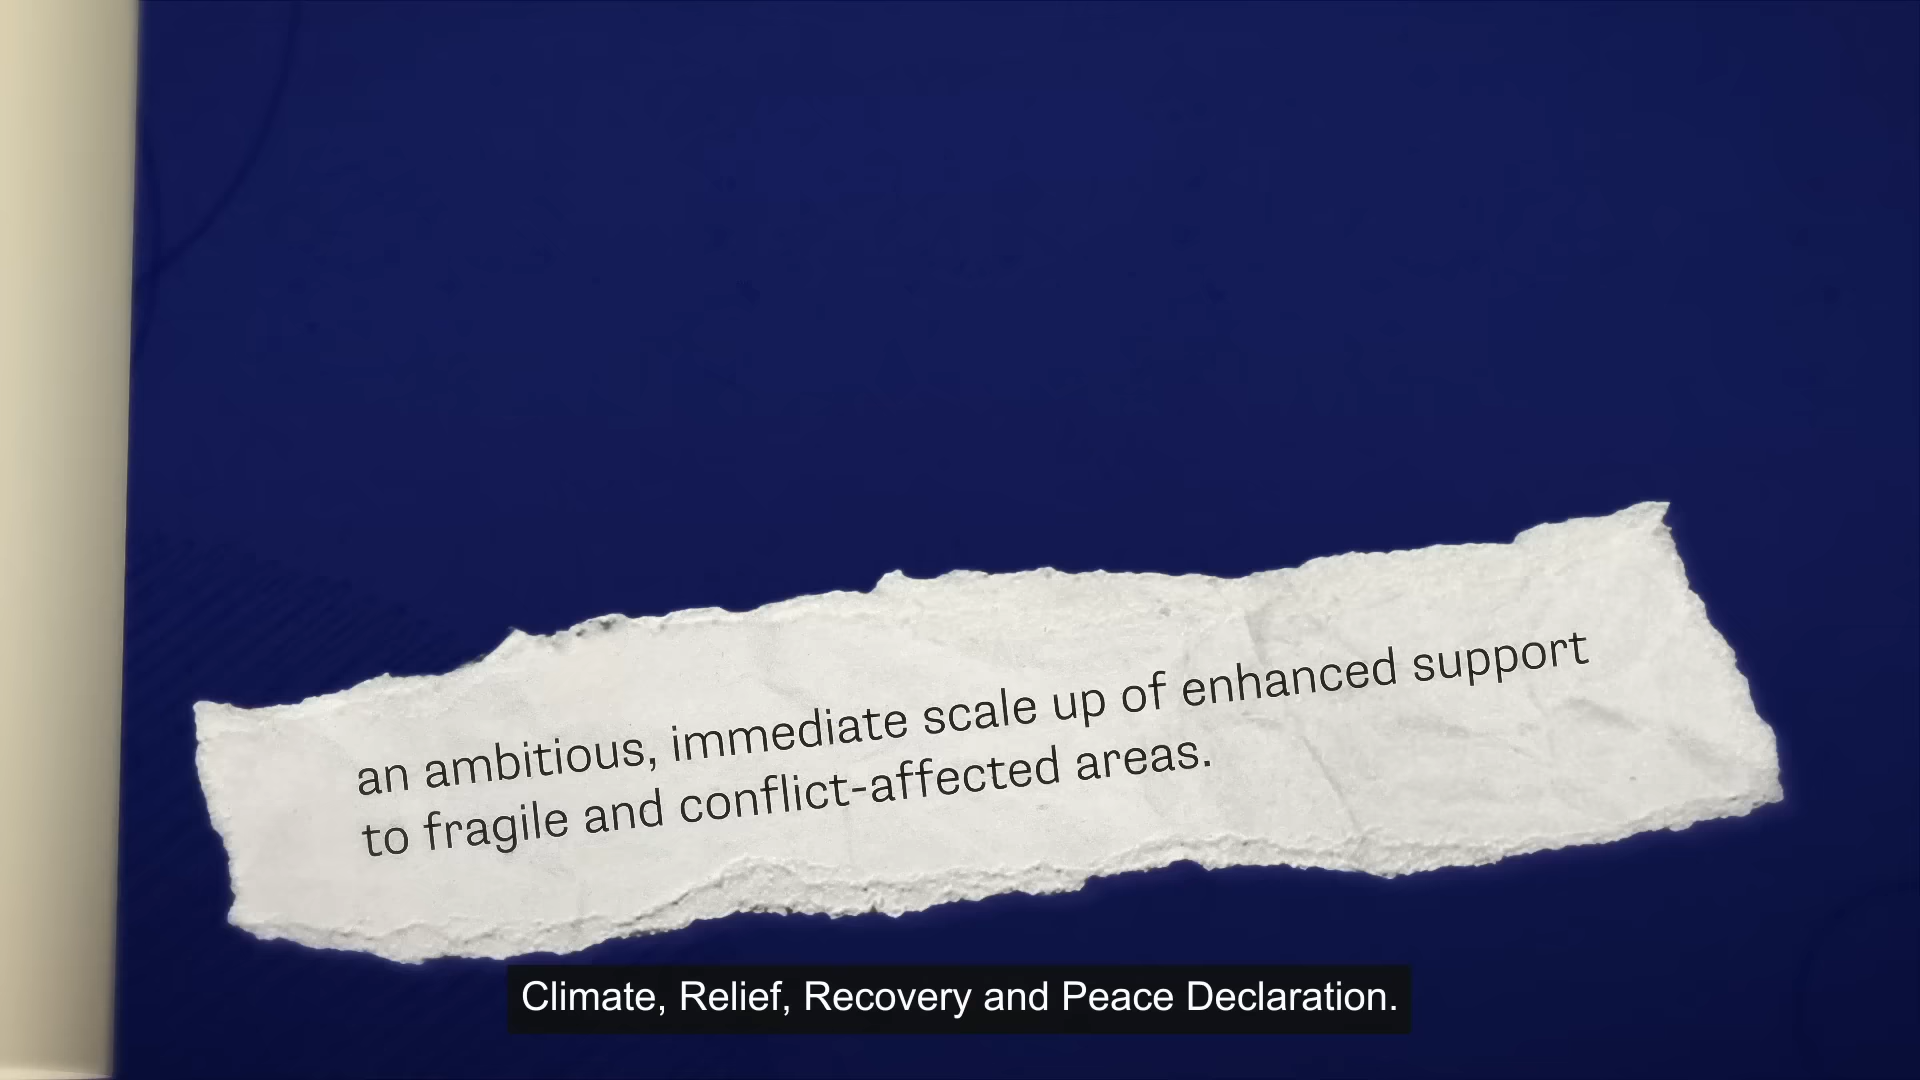 an ambitious, immediate scale up of enhanced support
to fragile and conflict-affected areas.
Climate, Relief, Recovery and Peace Declaration.